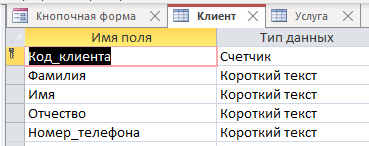 Кнопочная форма Клиент Услуга
Имя поля Тип данных
Код_клиента Счетчик
Фамилия Короткий текст
Имя Короткий текст
Отчество Короткий текст
Номер_телефона Короткий текст